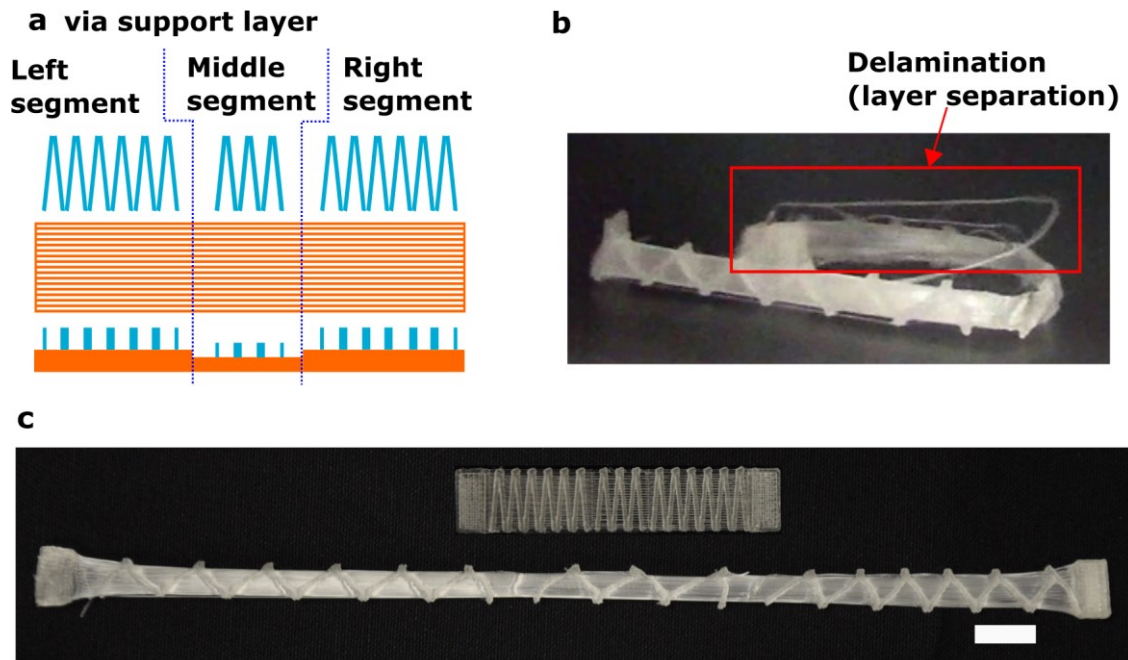 a via support layer
Left
segment
Middle
segment
Right
segment
b
Delamination
(layer separation)
c